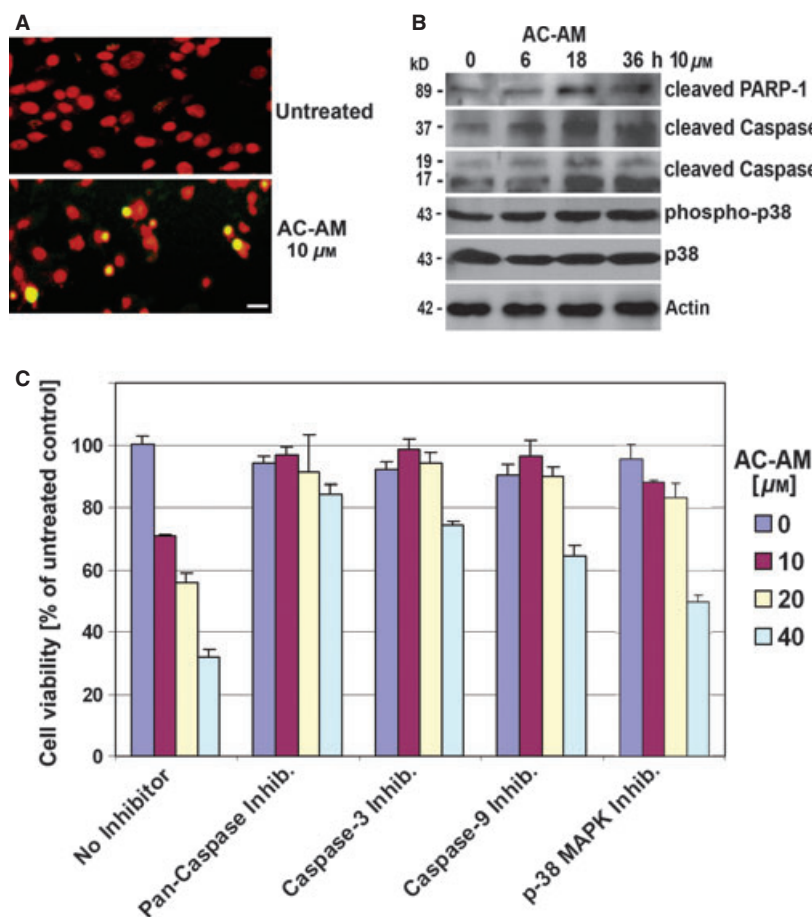 A
Untreated
AC-AM
10 µM
B
AC-AM
kD 0 6 18 36 h 10 µM
89 - cleaved PARP-1
37 - cleaved Caspase
19 -
17 - cleaved Caspase
43 - phospho-p38
43 - p38
42 - Actin
C
Cell viability [% of untreated control]
100
80
60
40
20
0
No Inhibitor
Pan-Caspase Inhib.
Caspase-3 Inhib.
Caspase-9 Inhib.
p-38 MAPK Inhib.
AC-AM
[µM]
0
10
20
40